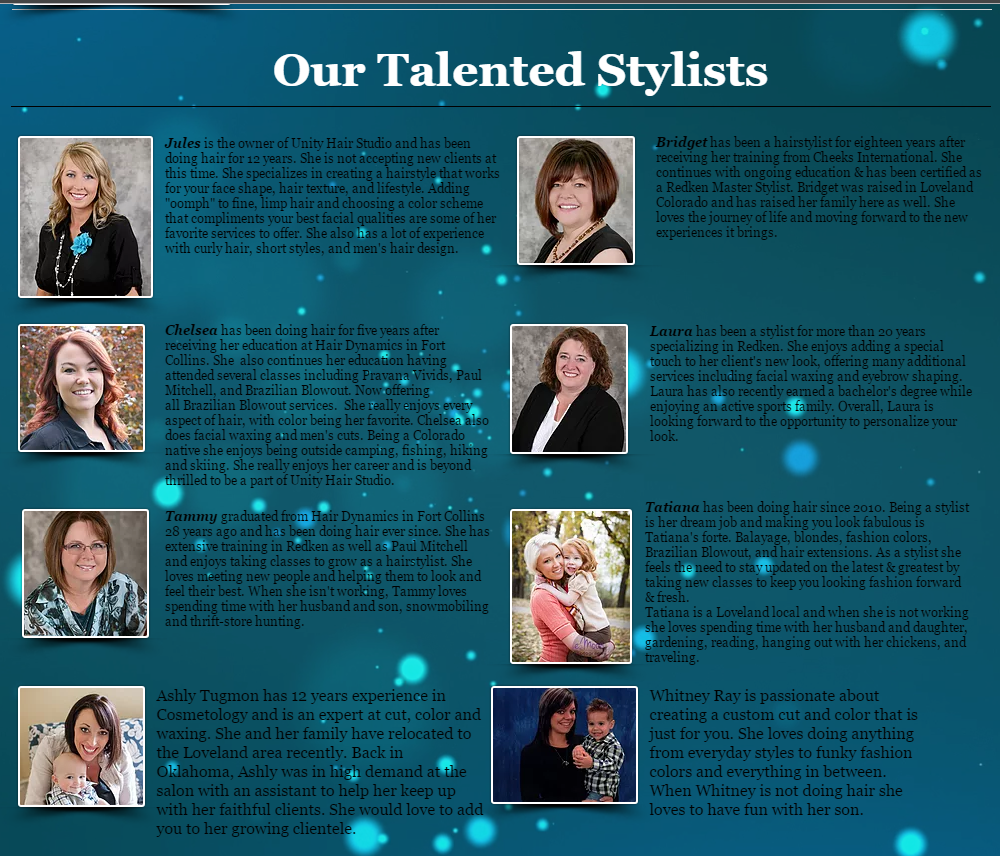 Our Talented Stylists
Jules is the owner of Unity Hair Studio and has been
doing hair for 12 years. She is not accepting new clients at
this time. She specializes in creating a hairstyle that works
for your face shape, hair texture, and lifestyle. Adding
"oomph" to fine, limp hair and choosing a color scheme
that compliments your best facial qualities are some of her
favorite services to offer. She also has a lot of experience
with curly hair, short styles, and men's hair design.
Bridget has been a hairstylist for eighteen years after
receiving her training from Cheeks International. She
continues with ongoing education & has been certified as
a Redken Master Stylist. Bridget was raised in Loveland
Colorado and has raised her family here as well. She
loves the journey of life and moving forward to the new
experiences it brings.
Chelsea has been doing hair for five years after
receiving her education at Hair Dynamics in Fort
Collins. She also continues her education having
attended several classes including Pravana Vivids, Paul
Mitchell, and Brazilian Blowout. Now offering
all Brazilian Blowout services. She really enjoys every
aspect of hair, with color being her favorite. Chelsea also
does facial waxing and men's cuts. Being a Colorado
native she enjoys being outside camping, fishing, hiking
and skiing. She really enjoys her career and is beyond
thrilled to be a part of Unity Hair Studio.
Laura has been a stylist for more than 20 years
specializing in Redken. She enjoys adding a special
touch to her client's new look, offering many additional
services including facial waxing and eyebrow shaping.
Laura has also recently earned a bachelor's degree while
enjoying an active sports family. Overall, Laura is
looking forward to the opportunity to personalize your
look.
Tammy graduated from Hair Dynamics in Fort Collins
28 years ago and has been doing hair ever since. She has
extensive training in Redken as well as Paul Mitchell
and enjoys taking classes to grow as a hairstylist. She
loves meeting new people and helping them to look and
feel their best. When she isn't working, Tammy loves
spending time with her husband and son, snowmobiling
and thrift-store hunting.
Tatiana has been doing hair since 2010. Being a stylist
is her dream job and making you look fabulous is
Tatiana's forte. Balayage, blondes, fashion colors,
Brazilian Blowout, and hair extensions. As a stylist she
feels the need to stay updated on the latest & greatest by
taking new classes to keep you looking fashion forward
& fresh.
Tatiana is a Loveland local and when she is not working
she loves spending time with her husband and daughter,
gardening, reading, hanging out with her chickens, and
traveling.
Ashly Tugmon has 12 years experience in
Cosmetology and is an expert at cut, color and
waxing. She and her family have relocated to
the Loveland area recently. Back in
Oklahoma, Ashly was in high demand at the
salon with an assistant to help her keep up
with her faithful clients. She would love to add
you to her growing clientele.
Whitney Ray is passionate about
creating a custom cut and color that is
just for you. She loves doing anything
from everyday styles to funky fashion
colors and everything in between.
When Whitney is not doing hair she
loves to have fun with her son.